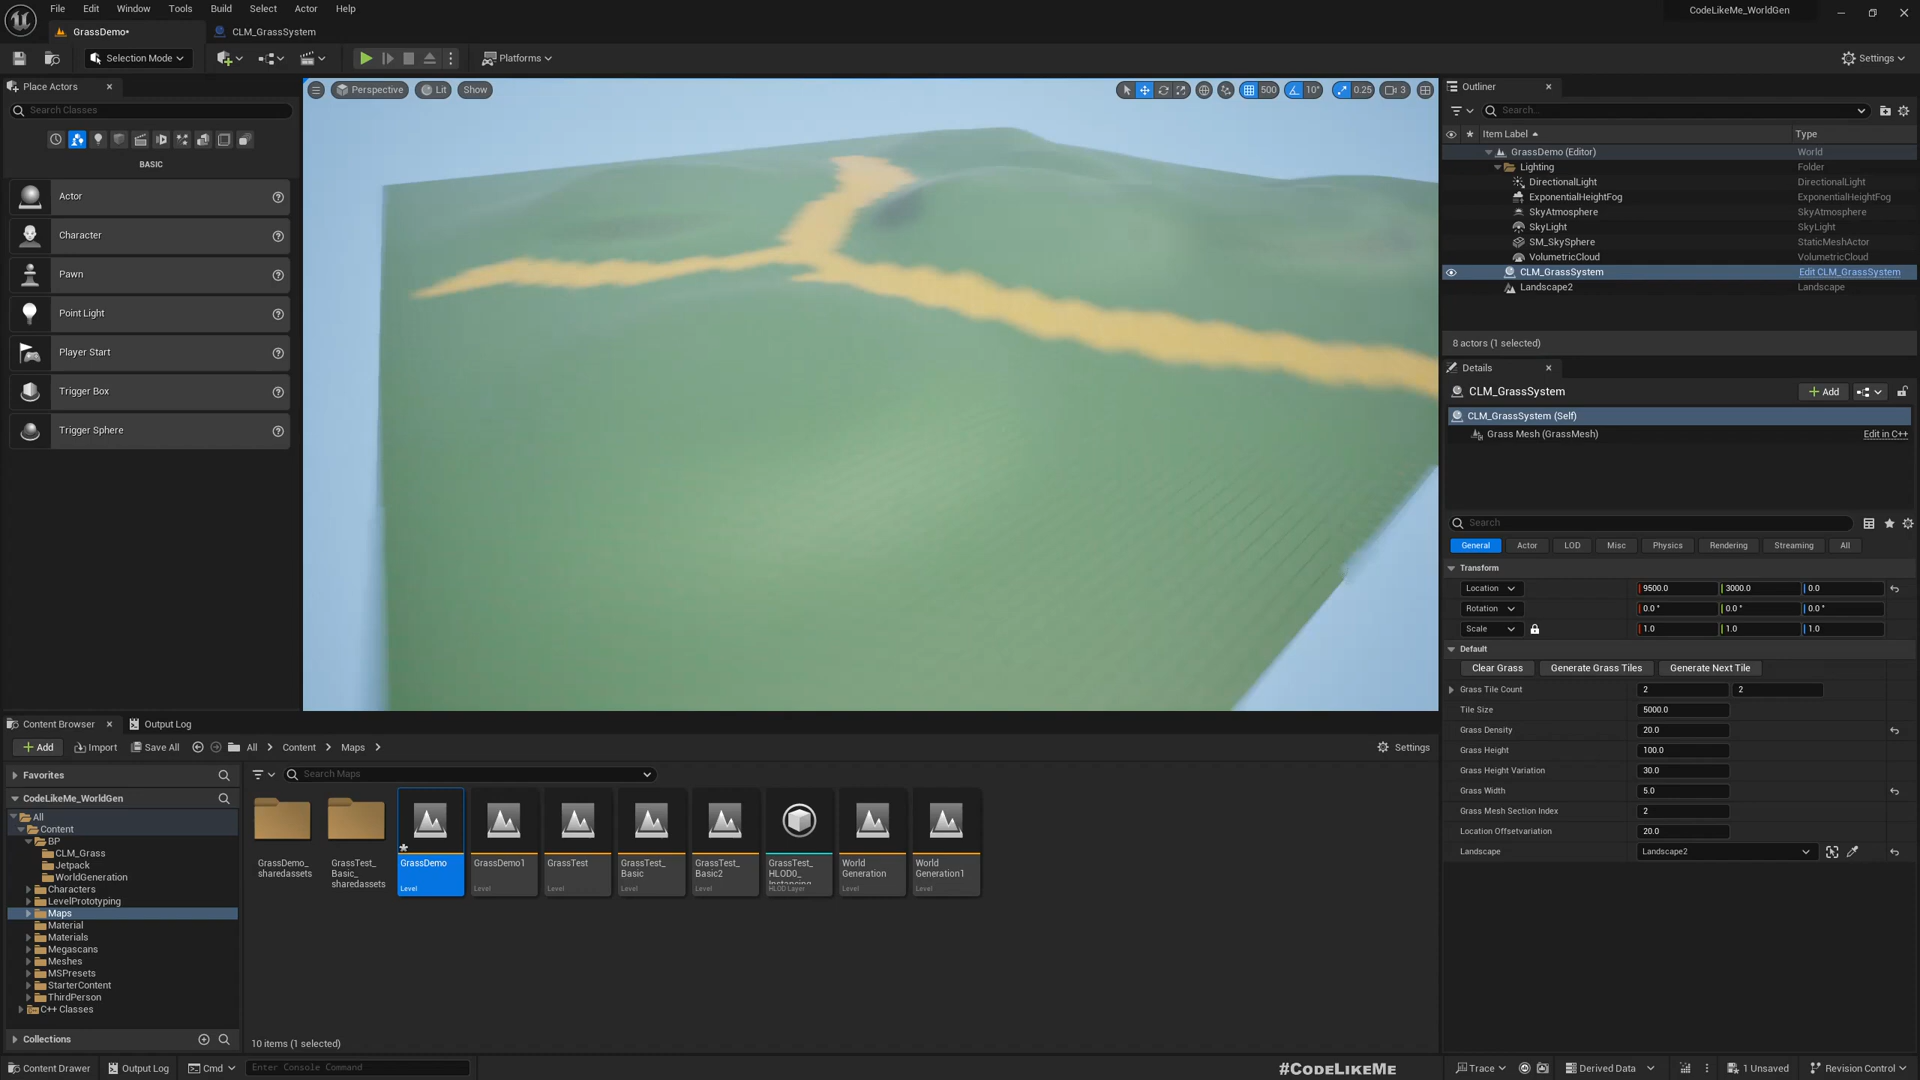 File Edit Window Tools Build Select Actor Help
CodeLikeMe_WorldGen
GrassDemo•
CLM_GrassSystem
Selection Mode
Platforms
Settings
Place Actors
Search Classes
BASIC
Actor
Character
Pawn
Point Light
Player Start
Trigger Box
Trigger Sphere
Perspective Lit Show
500 10° 0.25 3
Outliner
Search...
Item Label Type
GrassDemo (Editor) World
Lighting Folder
DirectionalLight DirectionalLight
ExponentialHeightFog ExponentialHeightFog
SkyAtmosphere SkyAtmosphere
SkyLight SkyLight
SM_SkySphere StaticMeshActor
VolumetricCloud VolumetricCloud
CLM_GrassSystem Edit CLM_GrassSystem
Landscape2 Landscape
8 actors (1 selected)
Details
CLM_GrassSystem
Add
CLM_GrassSystem (Self)
Grass Mesh (GrassMesh) Edit in C++
Search
General Actor LOD Misc Physics Rendering Streaming All
Transform
Location 9500.0 3000.0 0.0
Rotation 0.0 ° 0.0 ° 0.0 °
Scale 1.0 1.0 1.0
Default
Clear Grass Generate Grass Tiles Generate Next Tile
Grass Tile Count 2 2
Tile Size 5000.0
Grass Density 20.0
Grass Height 100.0
Grass Height Variation 30.0
Grass Width 5.0
Grass Mesh Section Index 2
Location Offsetvariation 20.0
Landscape Landscape2
Content Browser Output Log
Add Import Save All All Content Maps
Settings
Favorites
CodeLikeMe_WorldGen
All
Content
BP
CLM_Grass
Jetpack
WorldGeneration
Characters
LevelPrototyping
Maps
Material
Materials
Megascans
Meshes
MSPresets
StarterContent
ThirdPerson
C++ Classes
Collections
Search Maps
GrassDemo_
sharedassets
GrassTest_
Basic_
sharedassets
GrassDemo
Level
GrassDemo1
Level
GrassTest
Level
GrassTest_
Basic
Level
GrassTest_
Basic2
Level
GrassTest_
HLOD0_
Instancing
HLOD Layer
World
Generation
Level
World
Generation1
Level
10 items (1 selected)
Content Drawer Output Log Cmd Enter Console Command
#CODELIKEME
Trace Derived Data 1 Unsaved Revision Control